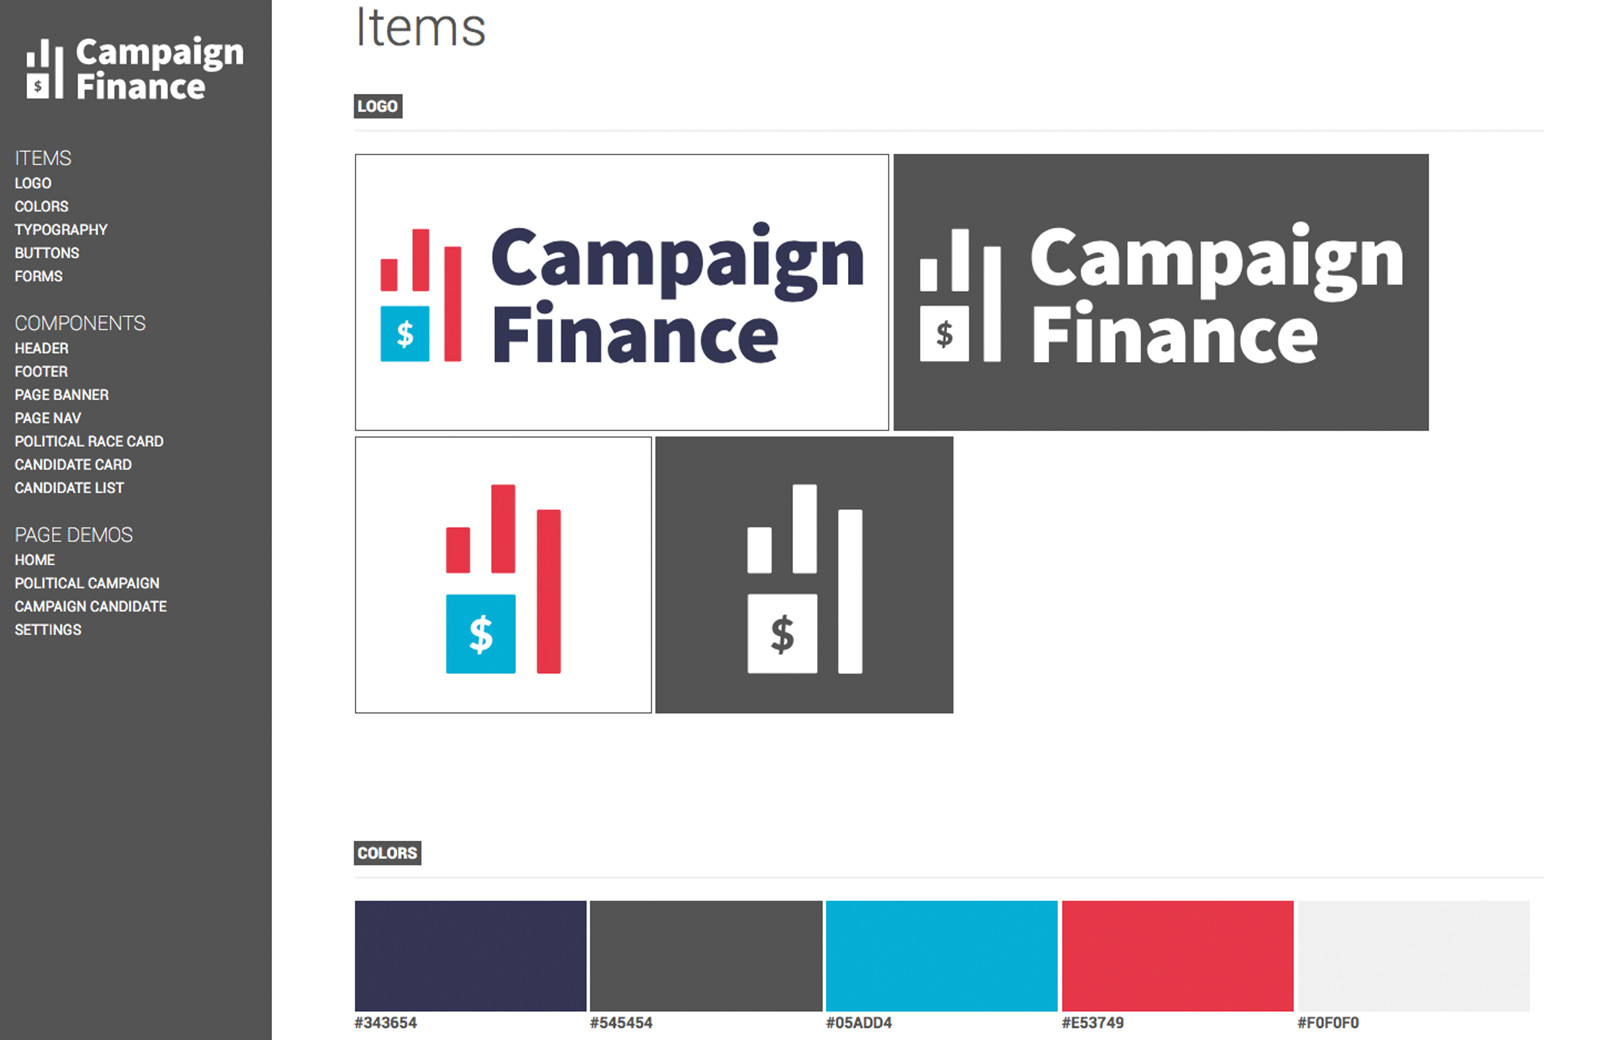 Campaign
Finance
$
ITEMS
LOGO
COLORS
TYPOGRAPHY
BUTTONS
FORMS
COMPONENTS
HEADER
FOOTER
PAGE BANNER
PAGE NAV
POLITICAL RACE CARD
CANDIDATE CARD
CANDIDATE LIST
PAGE DEMOS
HOME
POLITICAL CAMPAIGN
CAMPAIGN CANDIDATE
SETTINGS
Items
LOGO
Campaign
Finance
$
Campaign
Finance
$
$
$
COLORS
#343654
#545454
#05ADD4
#E53749
#F0F0F0